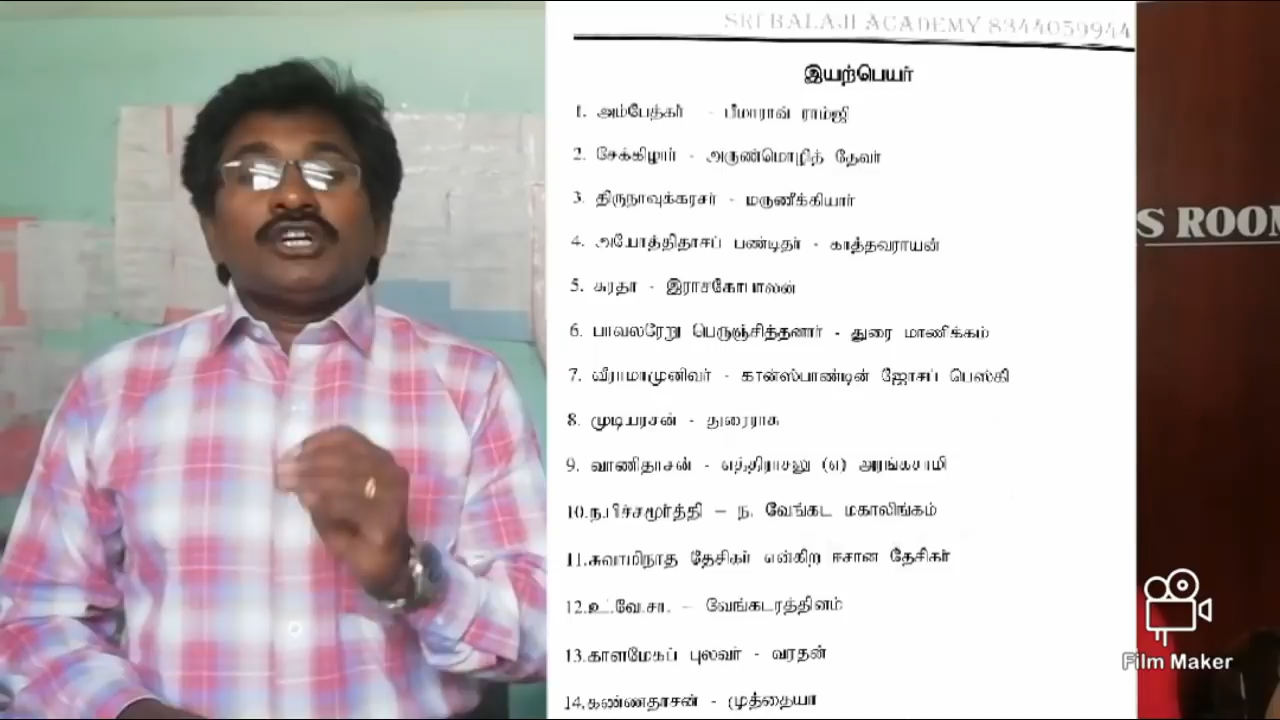 SRI BALAJI ACADEMY 8344059944
இயற்பெயர்
1. அம்பேத்கர் - பீமாராவ் ராம்ஜி
2. சேக்கிழார் - அருண்மொழித் தேவர்
3. திருநாவுக்கரசர் - மருணீக்கியார்
4. அயோத்திதாசப் பண்டிதர் - காத்தவராயன்
5. சுரதா - இராசகோபாலன்
6. பாவலரேறு பெருஞ்சித்தனார் - துரை மாணிக்கம்
7. வீராமாமுனிவர் - கான்ஸ்பாண்டின் ஜோசப் பெஸ்கி
8. முடியரசன் - துரைராசு
9. வாணிதாசன் - எத்திராசலு (எ) அரங்கசாமி
10.ந.பிச்சமூர்த்தி – ந. வேங்கட மகாலிங்கம்
11.சுவாமிநாத தேசிகர் என்கிற ஈசான தேசிகர்
12.உ.வே.சா. – வேங்கடரத்தினம்
13.காளமேகப் புலவர் - வரதன்
14.கண்ணதாசன் - முத்தையா
S ROOM
Film Maker